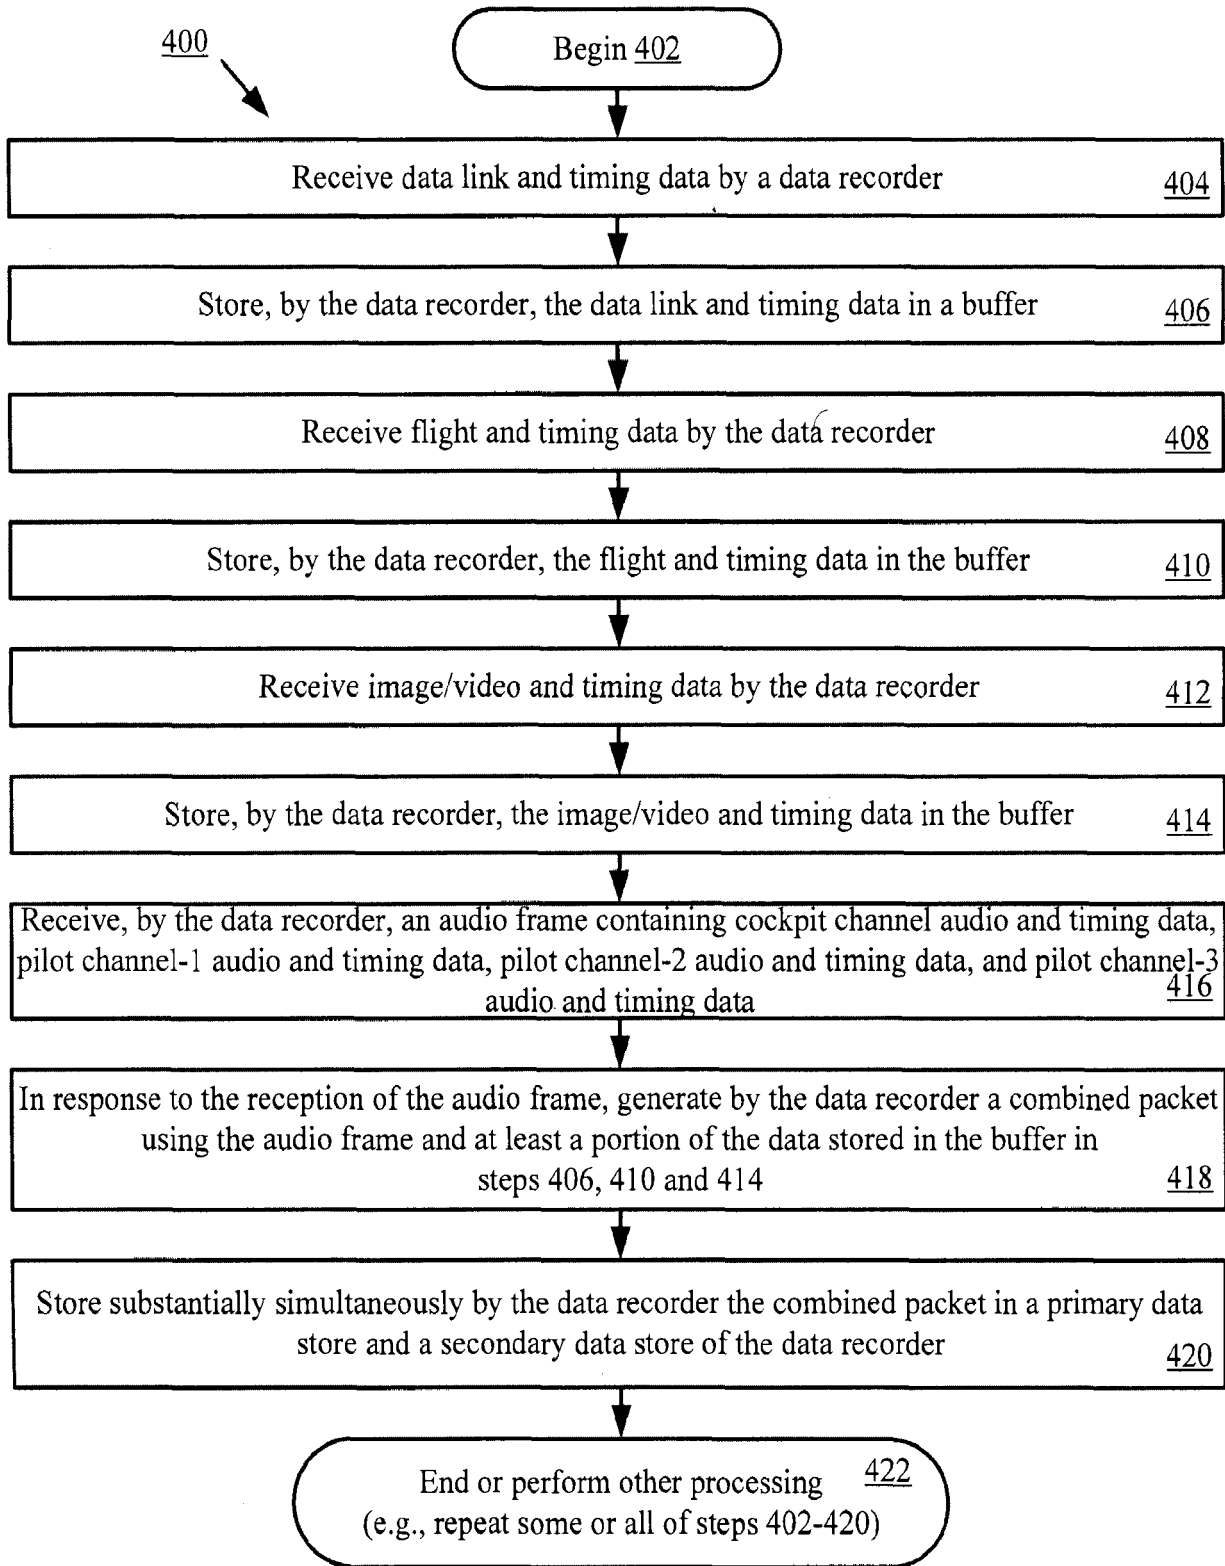 400
Begin 402
Receive data link and timing data by a data recorder
404
Store, by the data recorder, the data link and timing data in a buffer
406
Receive flight and timing data by the data recorder
408
Store, by the data recorder, the flight and timing data in the buffer
410
Receive image/video and timing data by the data recorder
412
Store, by the data recorder, the image/video and timing data in the buffer
414
Receive, by the data recorder, an audio frame containing cockpit channel audio and timing data,
pilot channel-1 audio and timing data, pilot channel-2 audio and timing data, and pilot channel-3
audio and timing data
416
In response to the reception of the audio frame, generate by the data recorder a combined packet
using the audio frame and at least a portion of the data stored in the buffer in
steps 406, 410 and 414
418
Store substantially simultaneously by the data recorder the combined packet in a primary data
store and a secondary data store of the data recorder
420
End or perform other processing
422
(e.g., repeat some or all of steps 402-420)